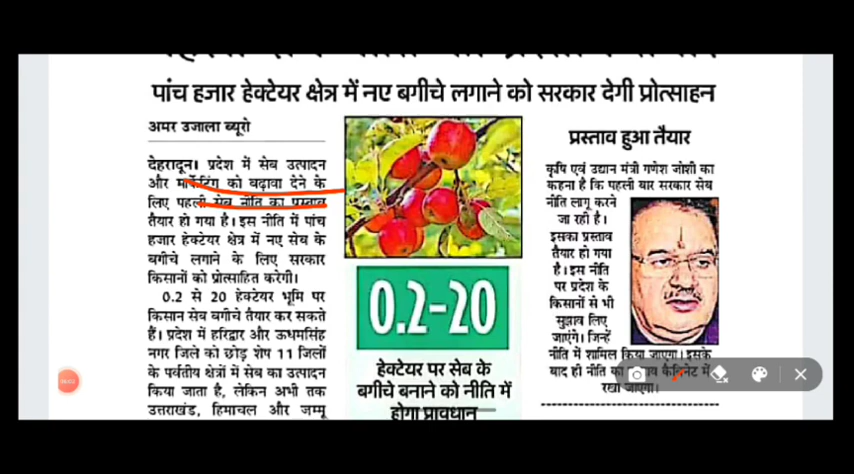 पांच हजार हेक्टेयर क्षेत्र में नए बगीचे लगाने को सरकार देगी प्रोत्साहन
अमर उजाला ब्यूरो
देहरादून। प्रदेश में सेब उत्पादन
और मार्केटिंग को बढ़ावा देने के
लिए पहली सेब नीति का प्रस्ताव
तैयार हो गया है। इस नीति में पांच
हजार हेक्टेयर क्षेत्र में नए सेब के
बगीचे लगाने के लिए सरकार
किसानों को प्रोत्साहित करेगी।
0.2 से 20 हेक्टेयर भूमि पर
किसान सेब बगीचे तैयार कर सकते
हैं। प्रदेश में हरिद्वार और ऊधमसिंह
नगर जिले को छोड़ शेष 11 जिलों
के पर्वतीय क्षेत्रों में सेब का उत्पादन
किया जाता है, लेकिन अभी तक
उत्तराखंड, हिमाचल और जम्मू
0.2-20
हेक्टेयर पर सेब के
बगीचे बनाने को नीति में
होगा प्रावधान
प्रस्ताव हुआ तैयार
कृषि एवं उद्यान मंत्री गणेश जोशी का
कहना है कि पहली बार सरकार सेब
नीति लागू करने
जा रही है।
इसका प्रस्ताव
तैयार हो गया
है। इस नीति
पर प्रदेश के
किसानों से भी
सुझाव लिए
जाएंगे। जिन्हें
नीति में शामिल किया जाएगा। इसके
बाद ही नीति का कैबिनेट में
रखा जाएगा।